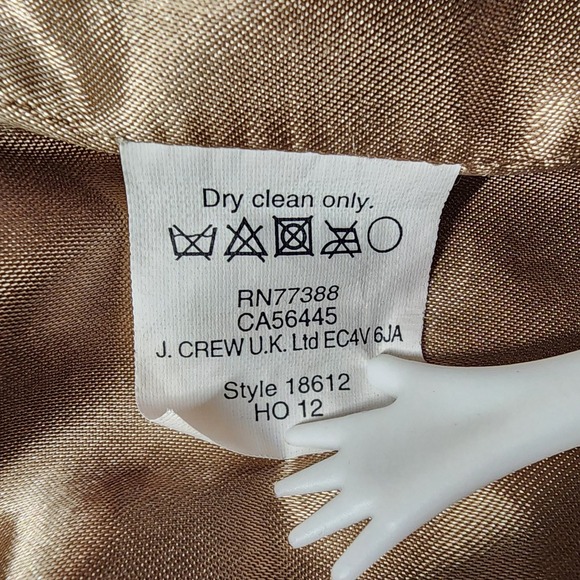 Dry clean only.
RN77388
CA56445
J. CREW U.K. Ltd EC4V 6JA
Style 18612
HO 12